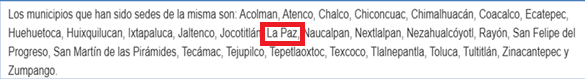 Los municipios que han sido sedes de la misma son: Acolman, Atenco, Chalco, Chiconcuac, Chimalhuacán, Coacalco, Ecatepec,
Huehuetoca, Huixquilucan, Ixtapaluca, Jaltenco, Jocotitlán, La Paz, Naucalpan, Nextlalpan, Nezahualcóyotl, Rayón, San Felipe del
Progreso, San Martín de las Pirámides, Tecámac, Tejupilco, Tepetlaoxtoc, Texcoco, Tlalnepantla, Toluca, Tultitlán, Zinacantepec y
Zumpango.